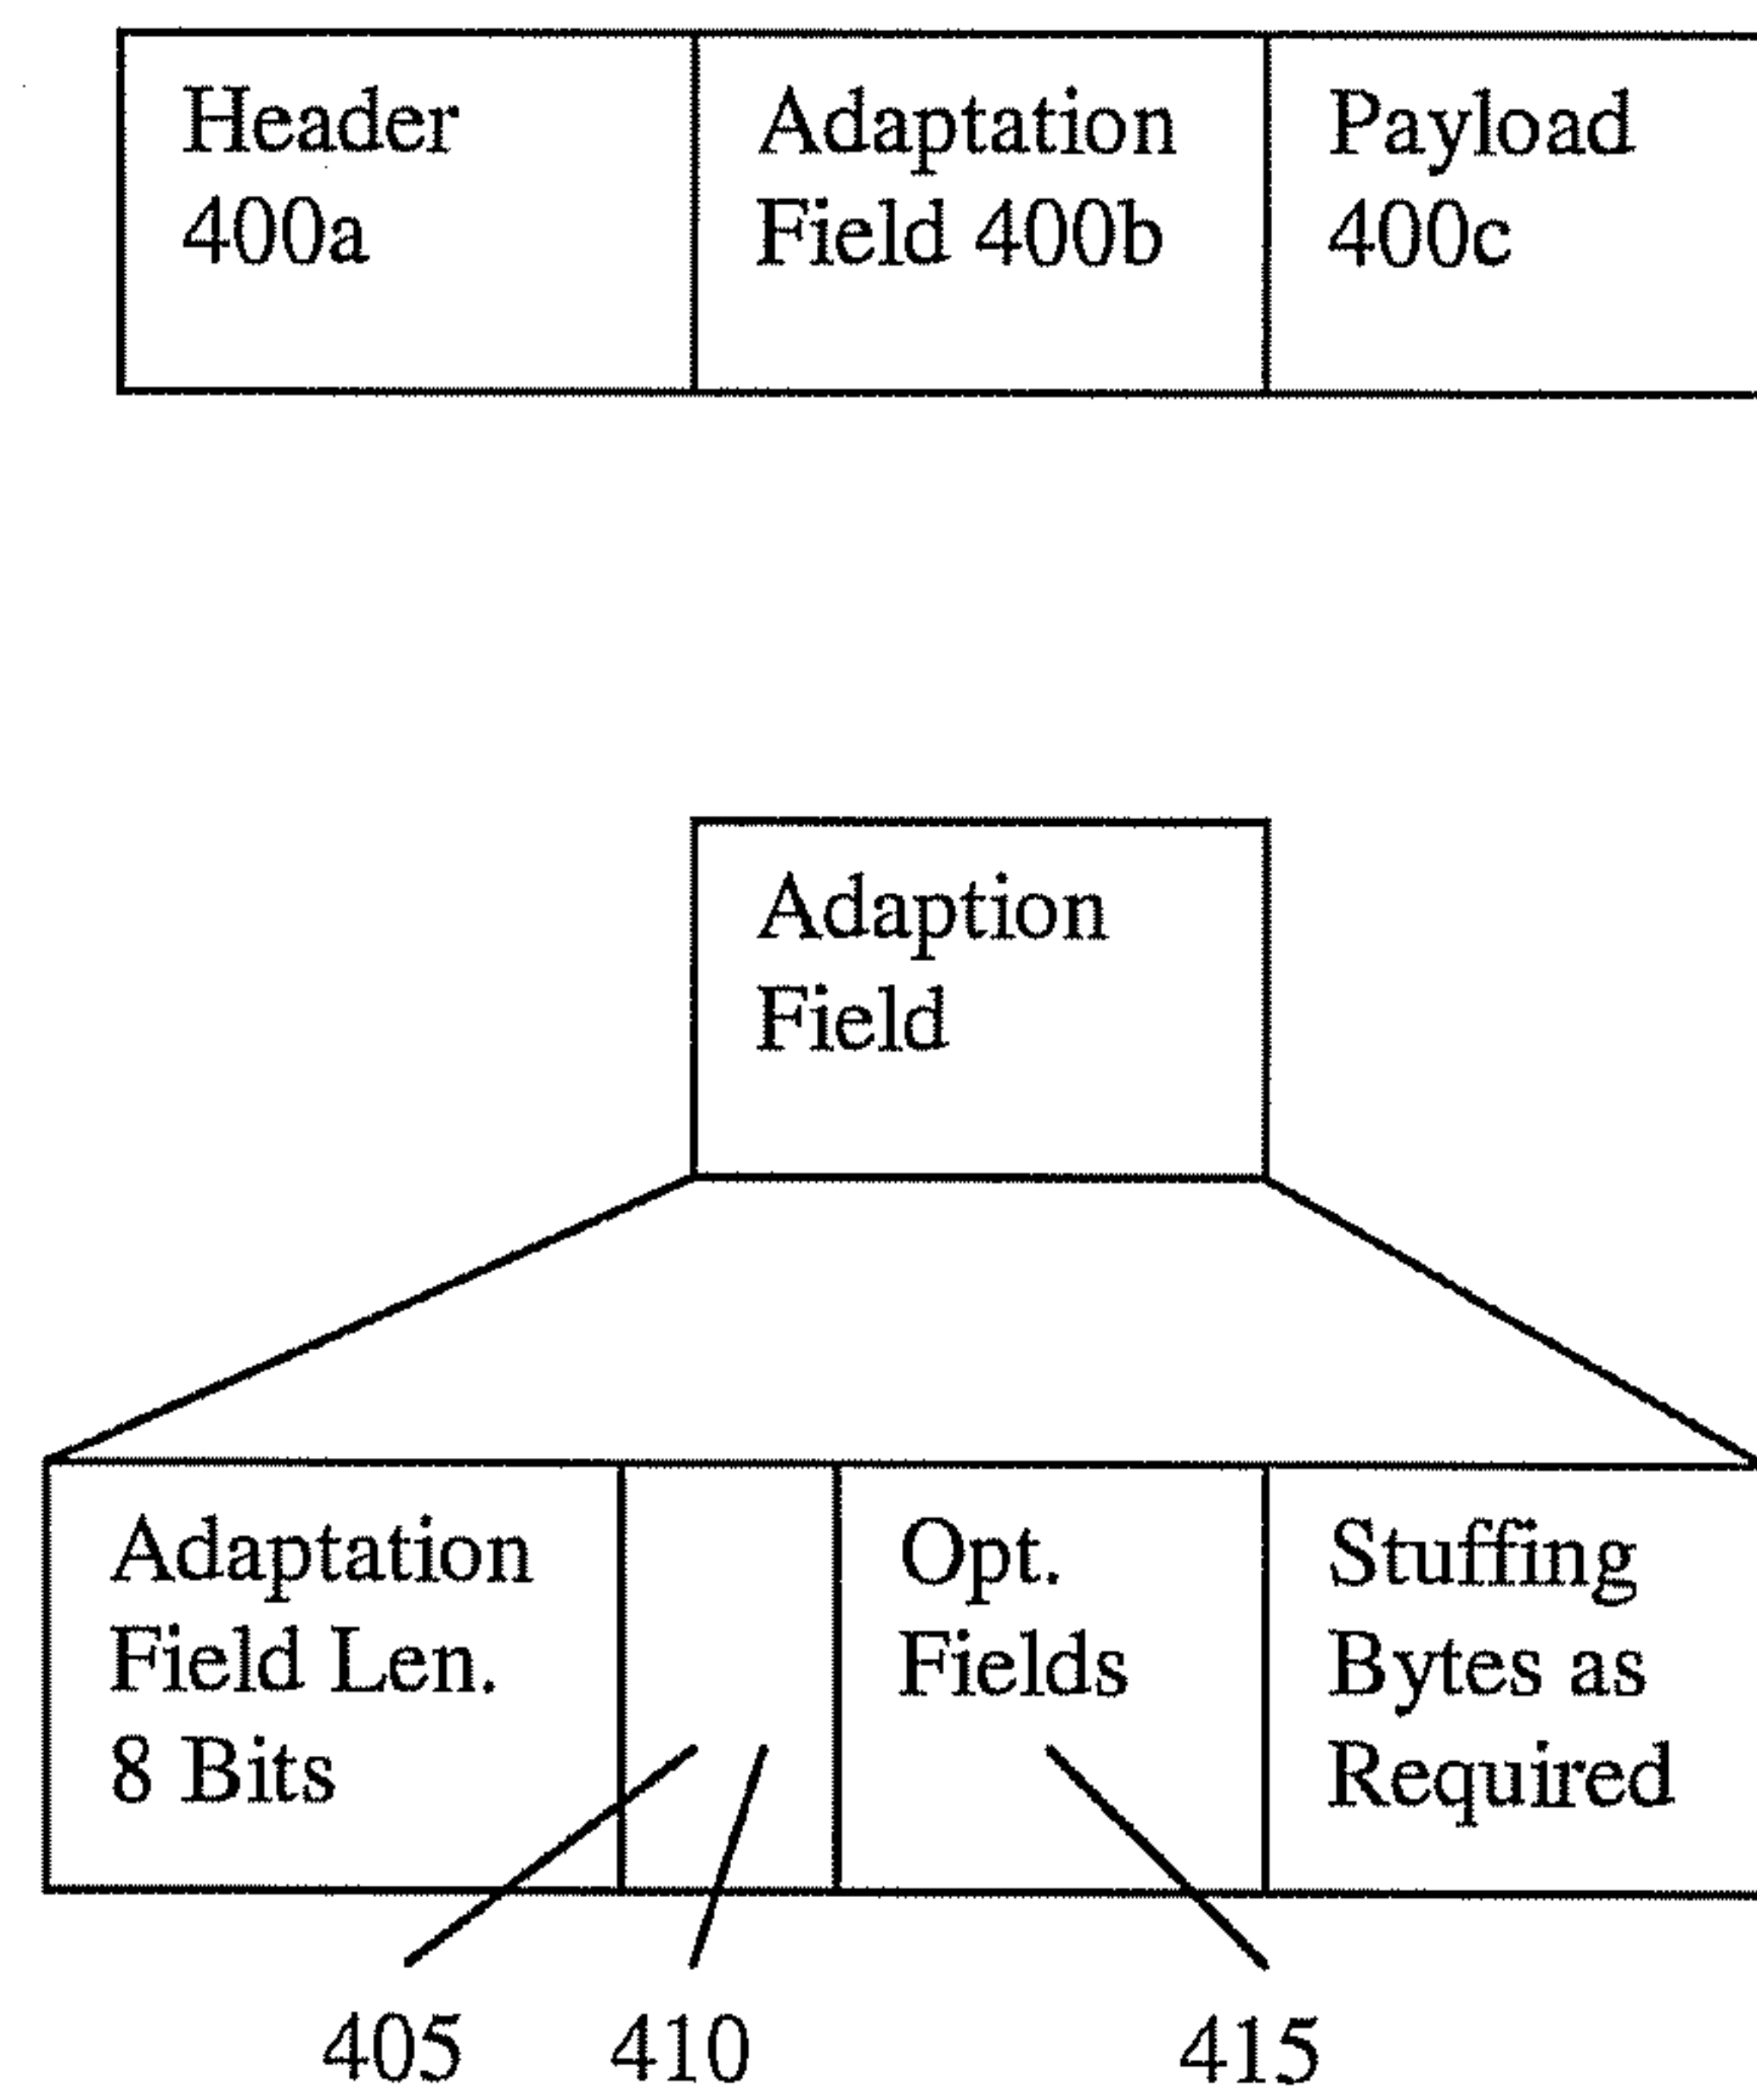 Header
400a
Adaptation
Field 400b
Payload
400c
Adaption
Field
Adaptation
Field Len.
8 Bits
Opt.
Fields
Stuffing
Bytes as
Required
405
410
415